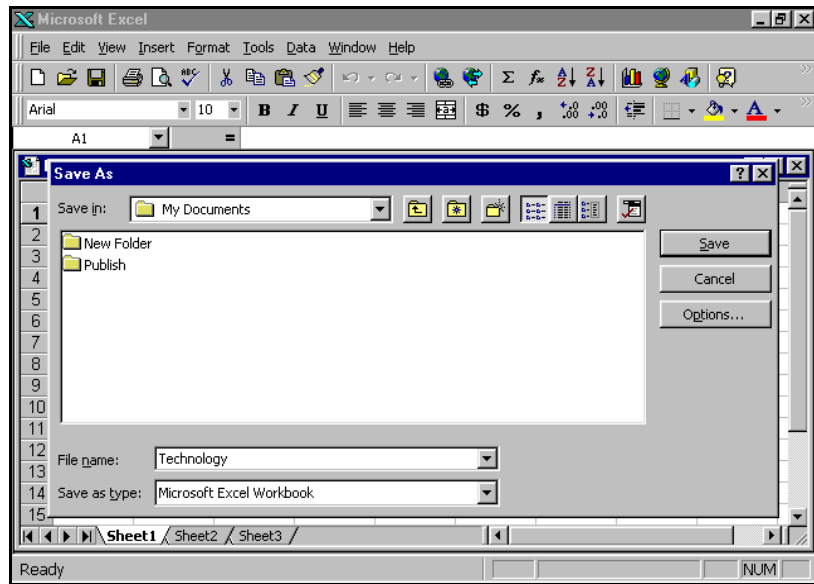 Microsoft Excel
File Edit View Insert Format Tools Data Window Help
ABC
Arial 10 B I U $ % ,
A1 =
Save As
Save in: My Documents
New Folder
Publish
Save
Cancel
Options...
File name: Technology
Save as type: Microsoft Excel Workbook
1
2
3
4
5
6
7
8
9
10
11
12
13
14
15
Sheet1 Sheet2 Sheet3
Ready NUM